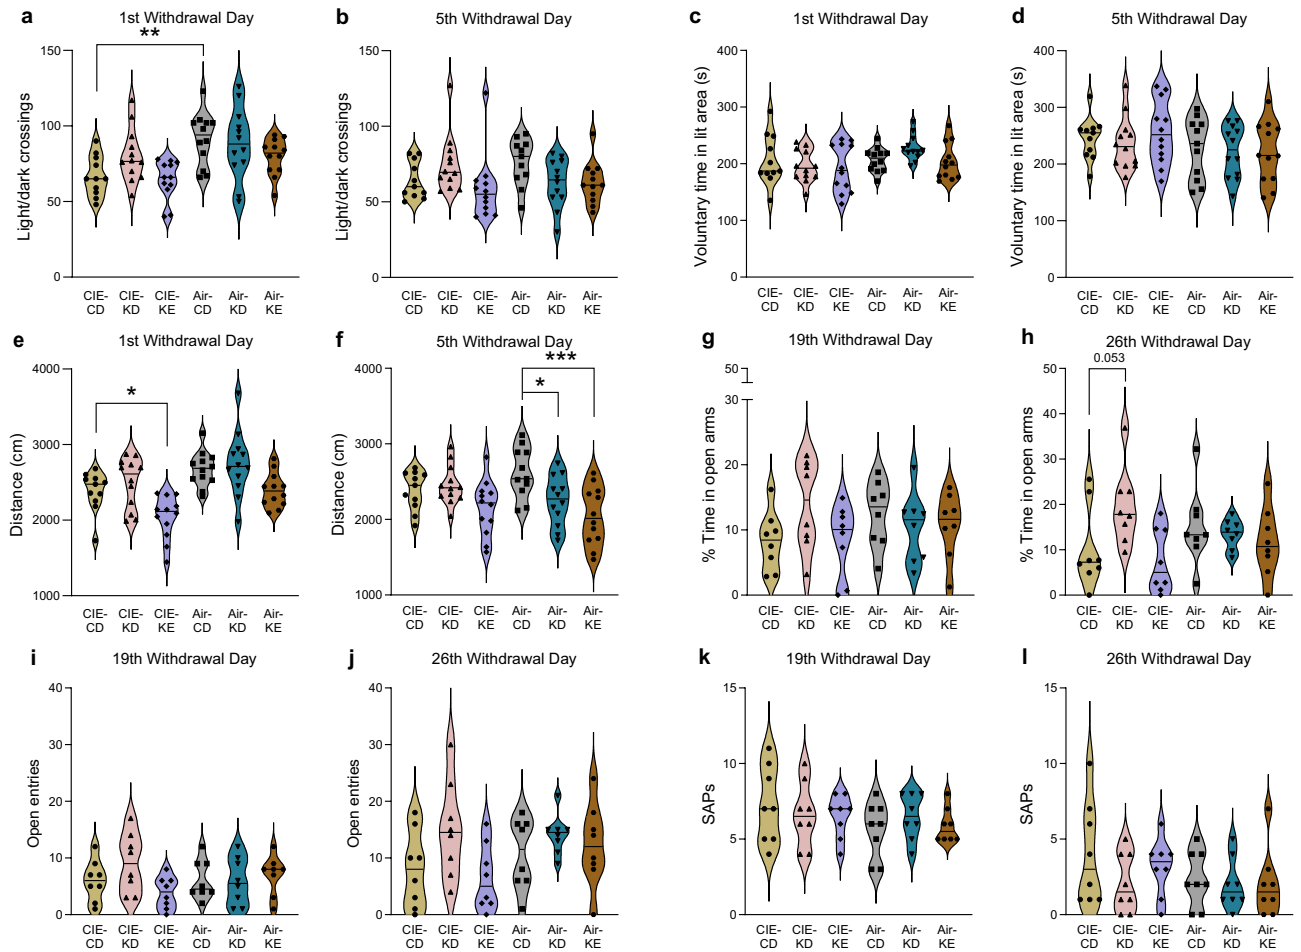 a
1st Withdrawal Day
**
Light/dark crossings
150
100
50
0
CIE-
CD
CIE-
KD
CIE-
KE
Air-
CD
Air-
KD
Air-
KE
b
5th Withdrawal Day
Light/dark crossings
150
100
50
0
CIE-
CD
CIE-
KD
CIE-
KE
Air-
CD
Air-
KD
Air-
KE
c
1st Withdrawal Day
Voluntary time in lit area (s)
400
300
200
100
0
CIE-
CD
CIE-
KD
CIE-
KE
Air-
CD
Air-
KD
Air-
KE
d
5th Withdrawal Day
Voluntary time in lit area (s)
400
300
200
100
0
CIE-
CD
CIE-
KD
CIE-
KE
Air-
CD
Air-
KD
Air-
KE
e
1st Withdrawal Day
*
Distance (cm)
4000
3000
2000
1000
CIE-
CD
CIE-
KD
CIE-
KE
Air-
CD
Air-
KD
Air-
KE
f
5th Withdrawal Day
***
*
Distance (cm)
4000
3000
2000
1000
CIE-
CD
CIE-
KD
CIE-
KE
Air-
CD
Air-
KD
Air-
KE
g
19th Withdrawal Day
% Time in open arms
50
30
20
10
0
CIE-
CD
CIE-
KD
CIE-
KE
Air-
CD
Air-
KD
Air-
KE
h
26th Withdrawal Day
0.053
% Time in open arms
50
40
30
20
10
0
CIE-
CD
CIE-
KD
CIE-
KE
Air-
CD
Air-
KD
Air-
KE
i
19th Withdrawal Day
Open entries
40
30
20
10
0
CIE-
CD
CIE-
KD
CIE-
KE
Air-
CD
Air-
KD
Air-
KE
j
26th Withdrawal Day
Open entries
40
30
20
10
0
CIE-
CD
CIE-
KD
CIE-
KE
Air-
CD
Air-
KD
Air-
KE
k
19th Withdrawal Day
SAPs
15
10
5
0
CIE-
CD
CIE-
KD
CIE-
KE
Air-
CD
Air-
KD
Air-
KE
l
26th Withdrawal Day
SAPs
15
10
5
0
CIE-
CD
CIE-
KD
CIE-
KE
Air-
CD
Air-
KD
Air-
KE